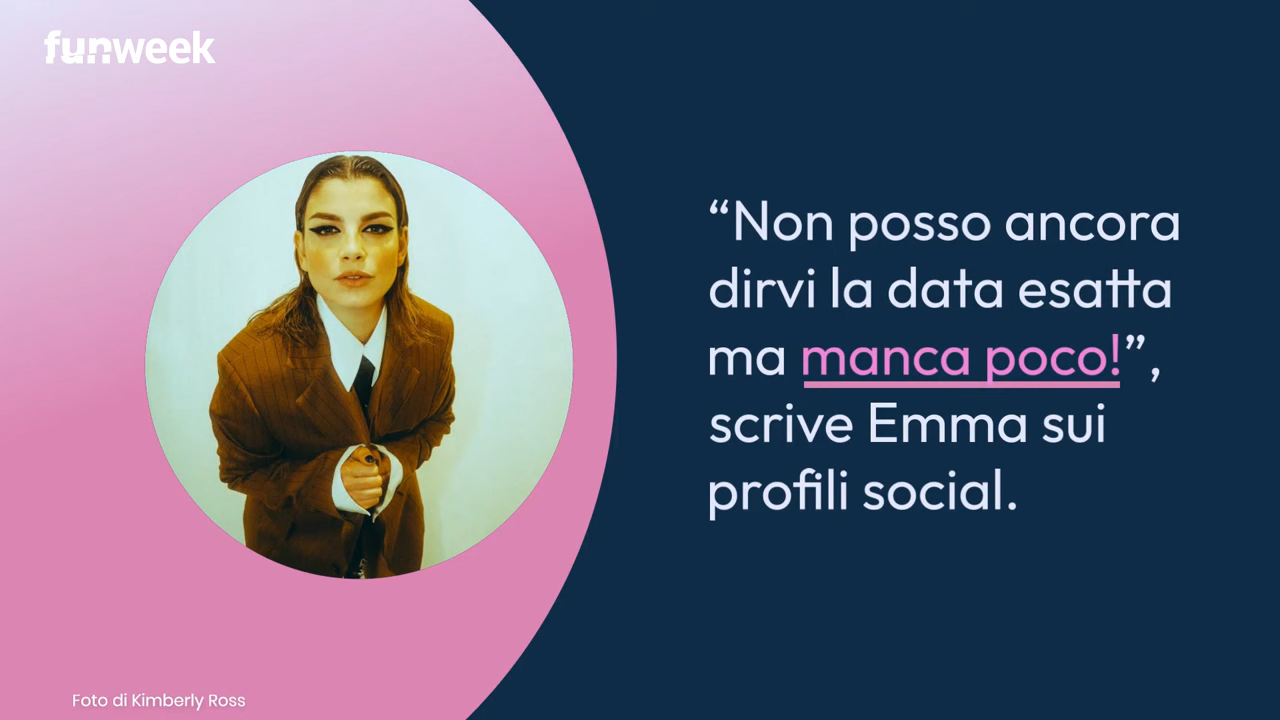 funweek
“Non posso ancora
dirvi la data esatta
ma manca poco!”,
scrive Emma sui
profili social.
Foto di Kimberly Ross